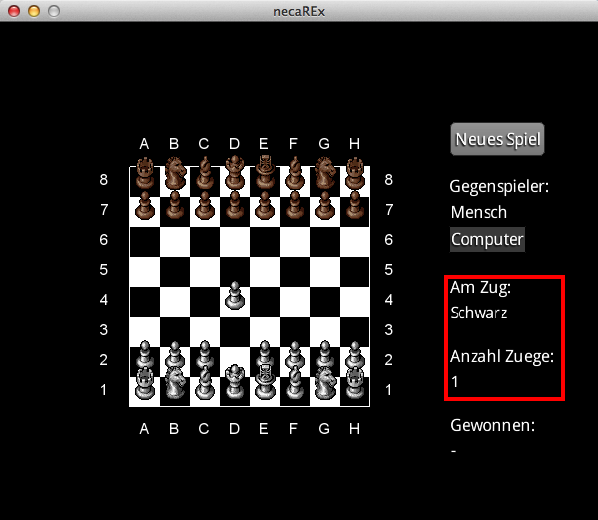 necaREx
A B C D E F G H
Neues Spiel
8 8
Gegenspieler:
7 7
Mensch
6 6
Computer
5 5
Am Zug:
4 4
Schwarz
3 3
2 2
Anzahl Zuege:
1 1
1
A B C D E F G H
Gewonnen:
-